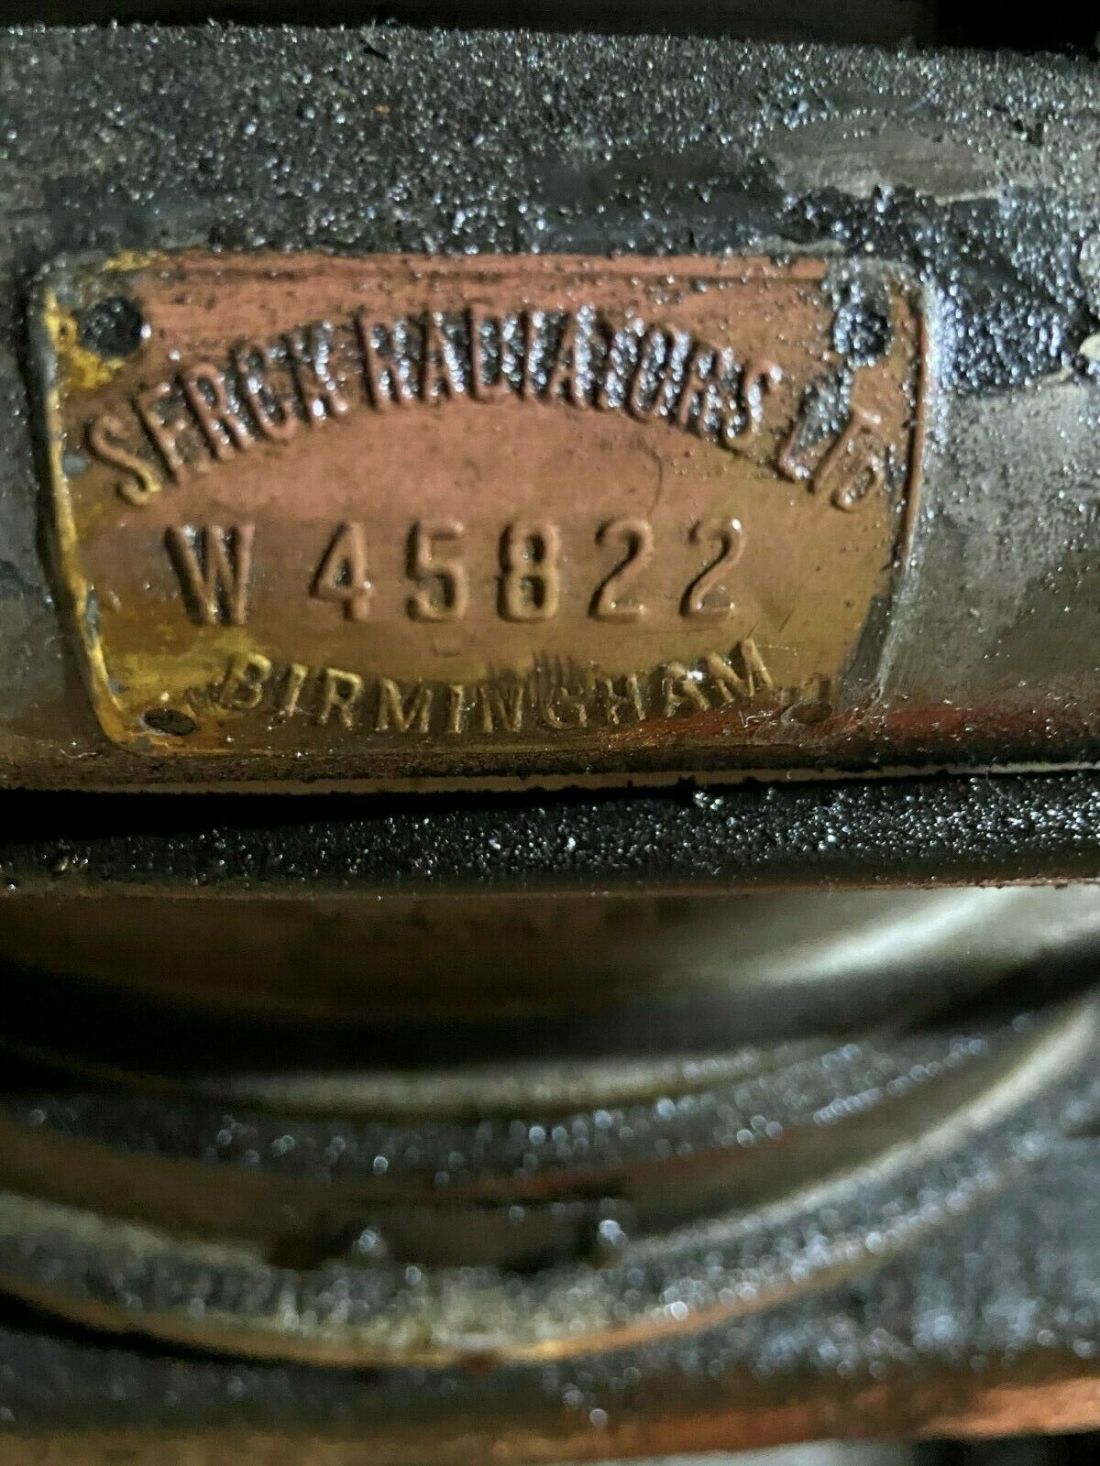 SERCK RADIATORS LTD
W 45822
BIRMINGHAM